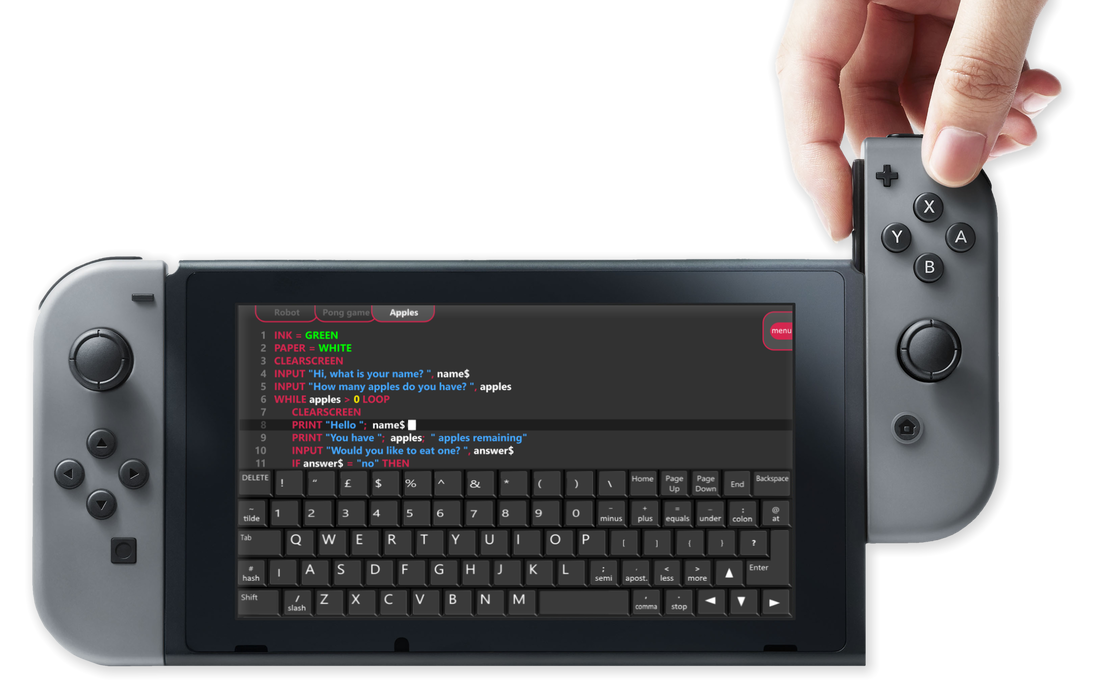 X
Y A
B
Robot Pong game Apples
menu
1 INK = GREEN
2 PAPER = WHITE
3 CLEARSCREEN
4 INPUT "Hi, what is your name? ", name$
5 INPUT "How many apples do you have? ", apples
6 WHILE apples > 0 LOOP
7 CLEARSCREEN
8 PRINT "Hello "; name$
9 PRINT "You have "; apples; " apples remaining"
10 INPUT "Would you like to eat one? ", answer$
11 IF answer$ = "no" THEN
DELETE ! “ £ $ % ^ & * ( ) \ Home Page Up Page Down End Backspace
~ tilde 1 2 3 4 5 6 7 8 9 0 - minus + plus = equals _ under : colon @ at
Tab Q W E R T Y U I O P [ ] { } ?
# hash | A S D F G H J K L ; semi ' apost. < less > more ▲ Enter
Shift / slash Z X C V B N M , comma . stop ◄ ▼ ►